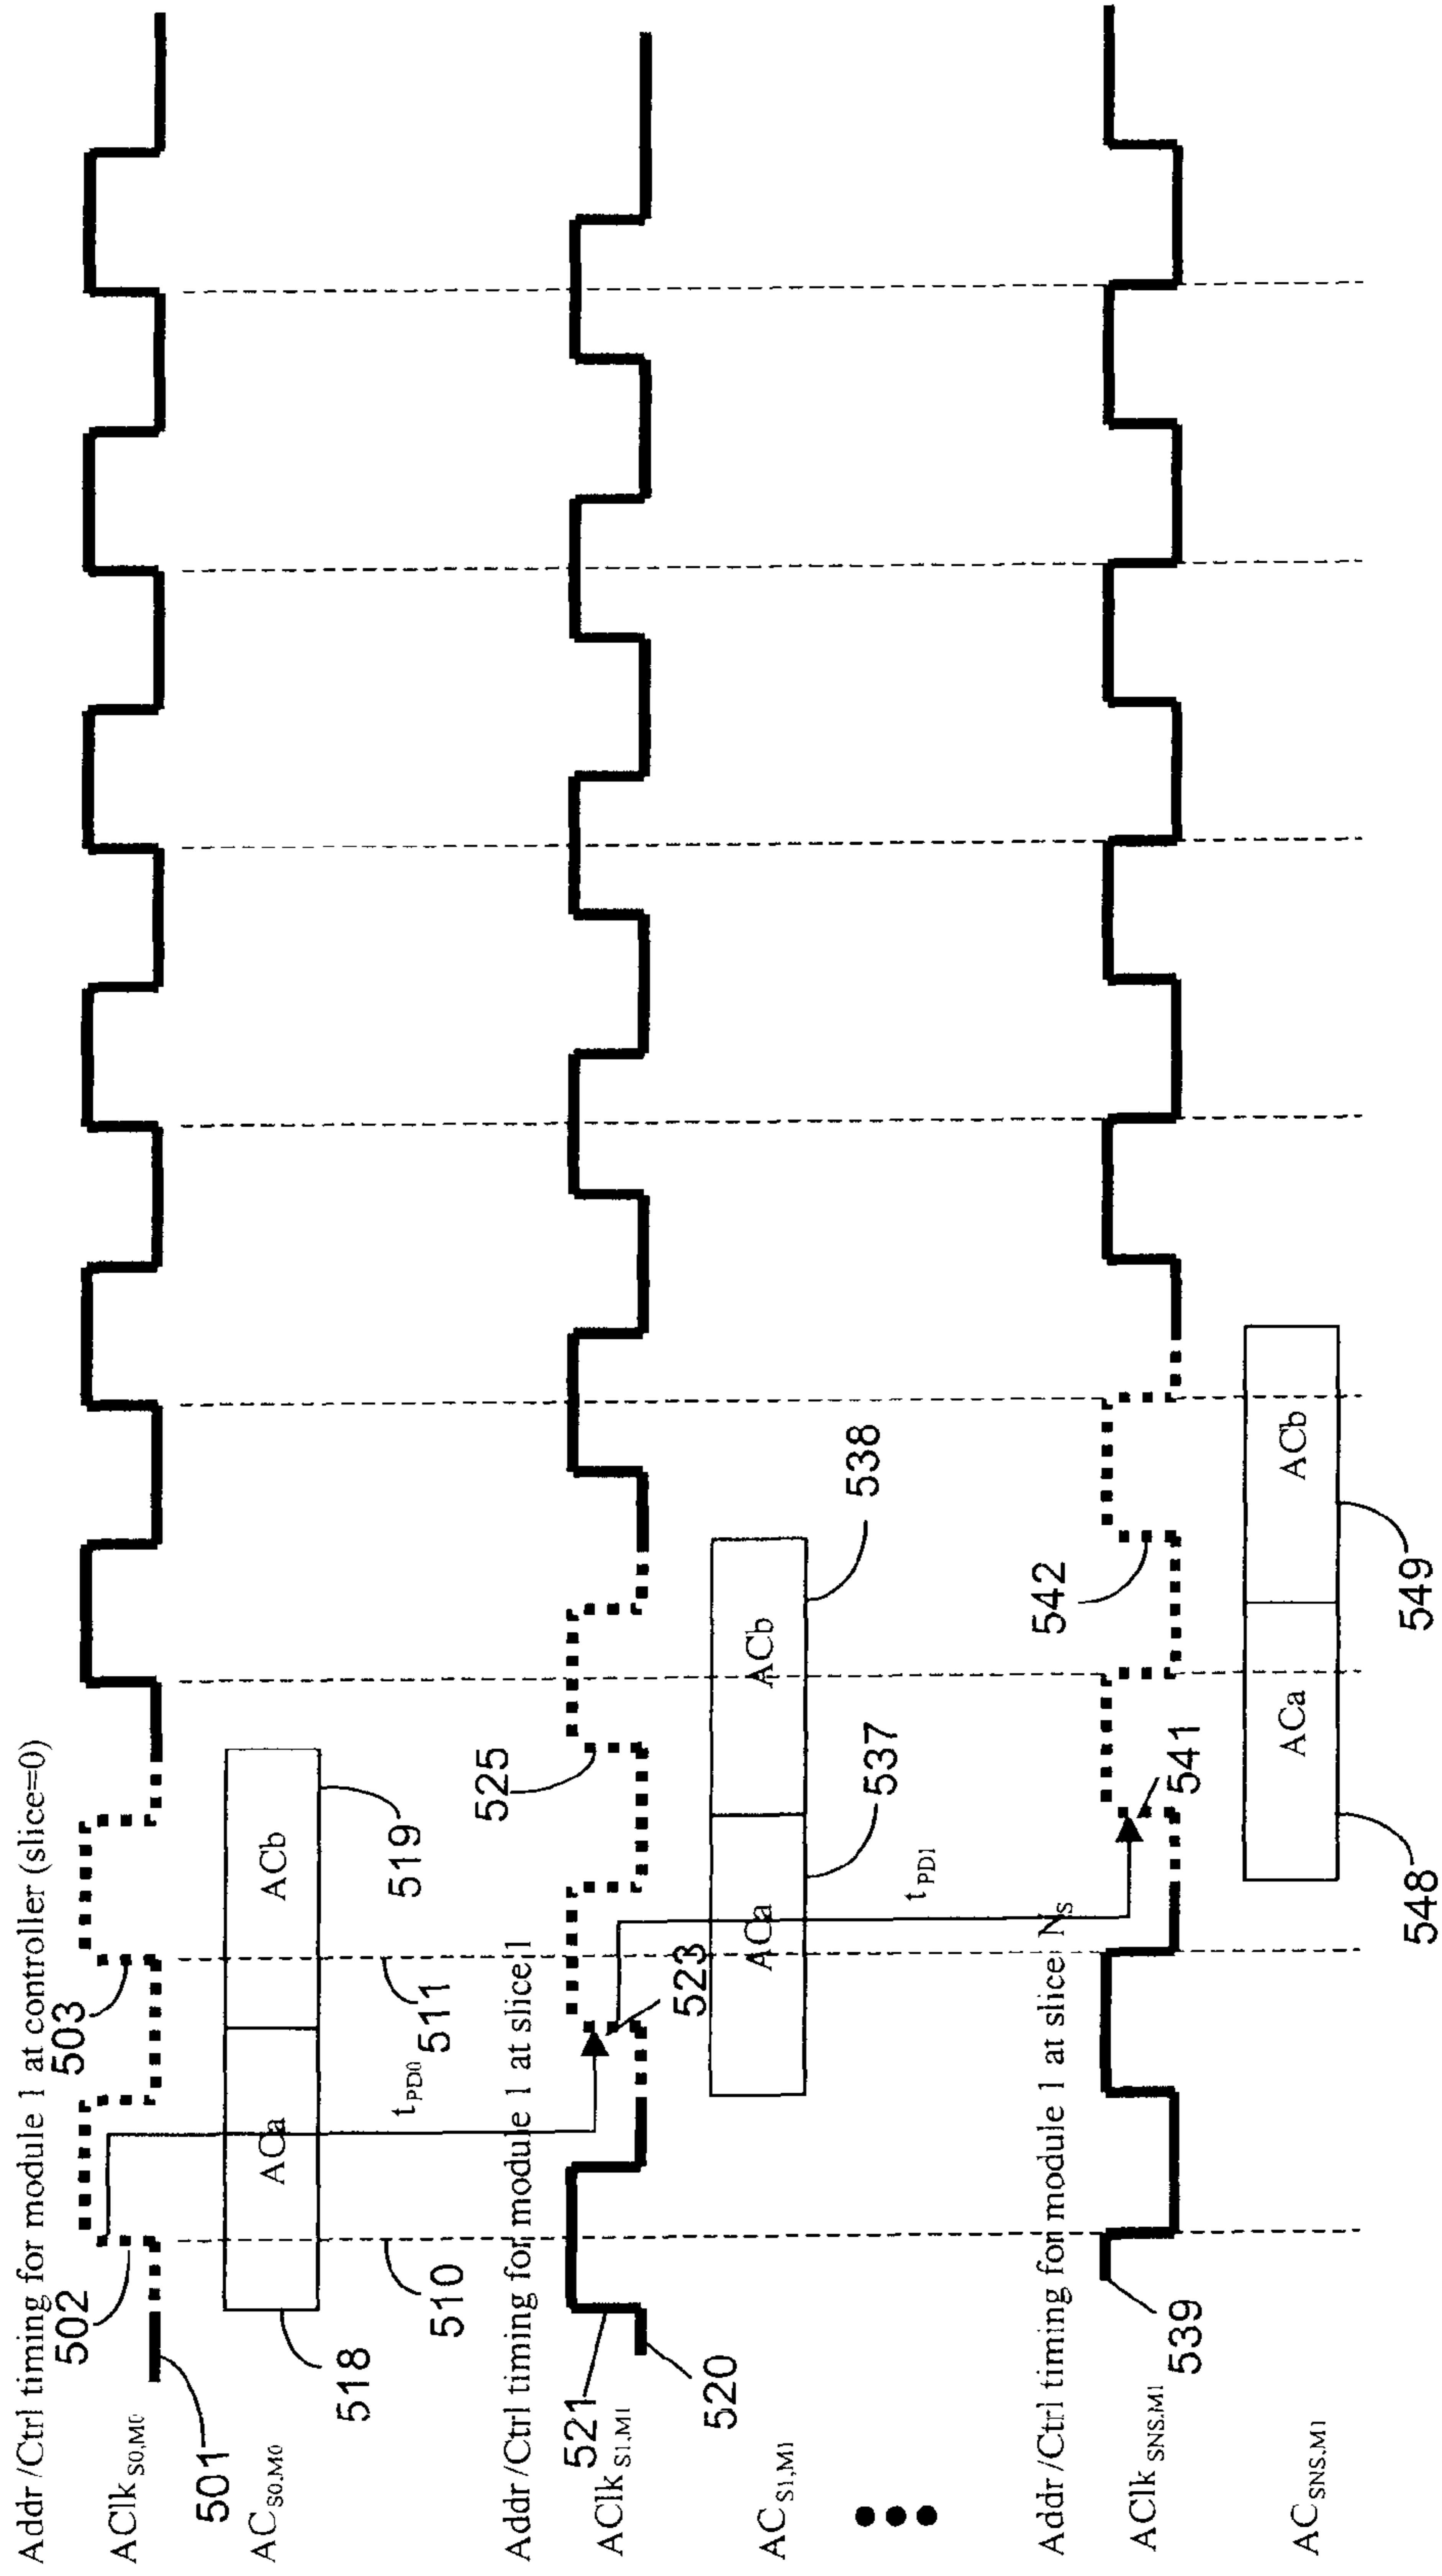 Addr /Ctrl timing for module 1 at controller (slice=0)
AClk S0,M0
501
502
503
AC S0,M0
518
ACa
ACb
519
510
511
tPD0
Addr /Ctrl timing for module 1 at slice 1
AClk S1,M1
521
520
523
525
AC S1,M1
ACa
ACb
537
538
tPD1
Addr /Ctrl timing for module 1 at slice Ns
AClk SNS,M1
539
541
542
AC SNS,M1
ACa
ACb
548
549